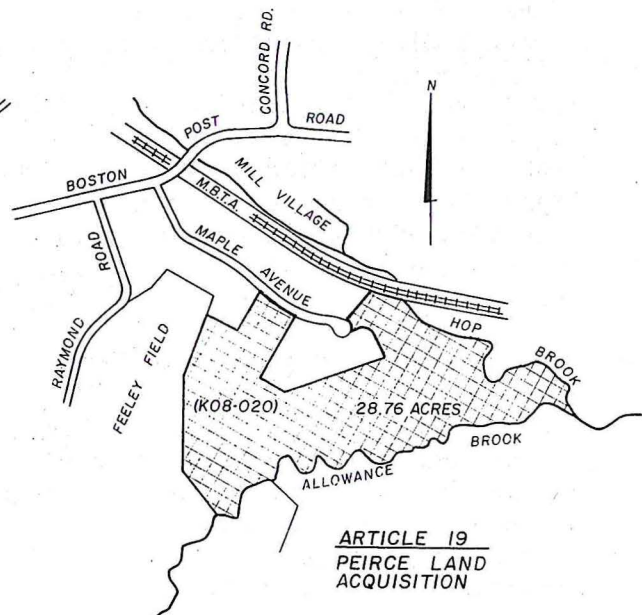 CONCORD RD.
POST
ROAD
N
BOSTON
MILL VILLAGE
M.B.T.A.
ROAD
MAPLE AVENUE
RAYMOND
HOP
BROOK
FEELEY FIELD
(K08-020)
28.76 ACRES
BROOK
ALLOWANCE
ARTICLE 19
PEIRCE LAND
ACQUISITION